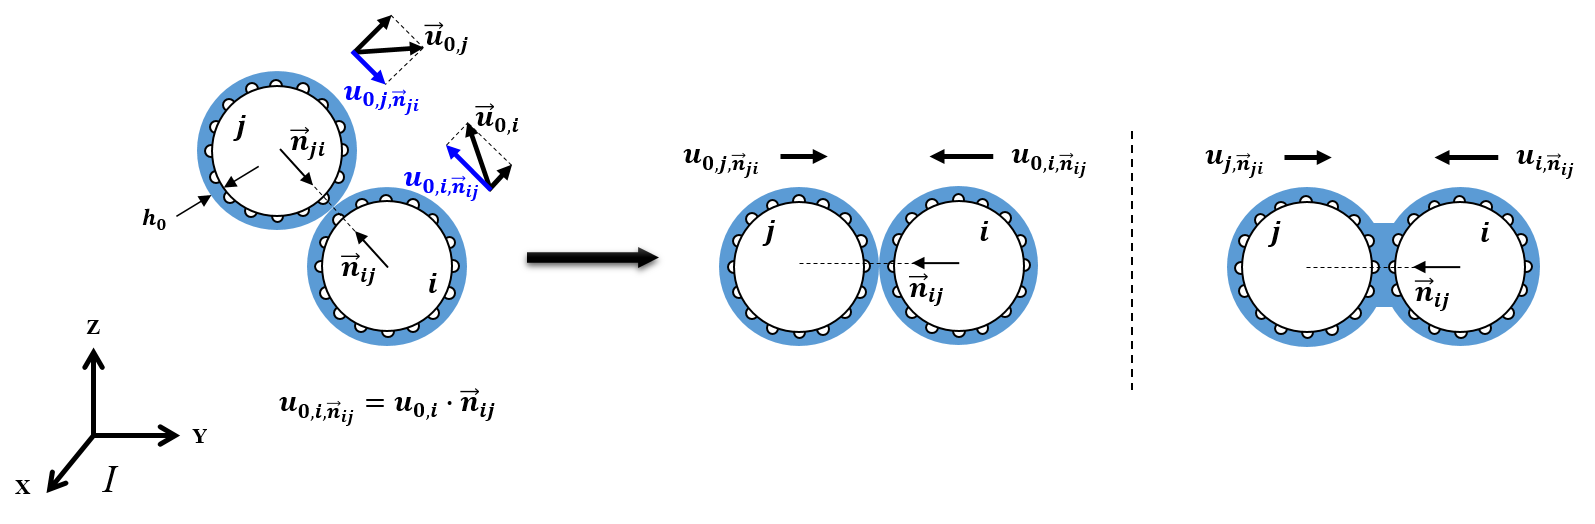 u⃗₀,ⱼ
u₀,ⱼ,n⃗ⱼᵢ
j
n⃗ⱼᵢ
u⃗₀,ᵢ
u₀,ᵢ,n⃗ᵢⱼ
h₀
n⃗ᵢⱼ
i
u₀,ⱼ,n⃗ⱼᵢ
u₀,ᵢ,n⃗ᵢⱼ
j
i
n⃗ᵢⱼ
uⱼ,n⃗ⱼᵢ
uᵢ,n⃗ᵢⱼ
j
i
n⃗ᵢⱼ
Z
Y
X
I
u₀,ᵢ,n⃗ᵢⱼ = u₀,ᵢ · n⃗ᵢⱼ